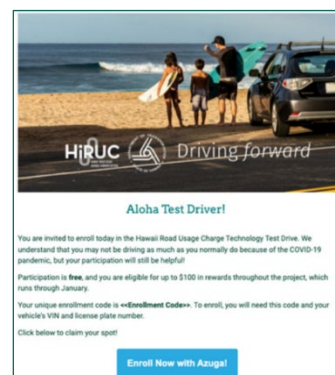 HiRUC Driving forward
Aloha Test Driver!
You are invited to enroll today in the Hawaii Road Usage Charge Technology Test Drive. We
understand that you may not be driving as much as you normally do because of the COVID-19
pandemic, but your participation will still be helpful!
Participation is free, and you are eligible for up to $100 in rewards throughout the project, which
runs through January.
Your unique enrollment code is <<Enrollment Code>>. To enroll, you will need this code and your
vehicle's VIN and license plate number.
Click below to claim your spot!
Enroll Now with Azuga!